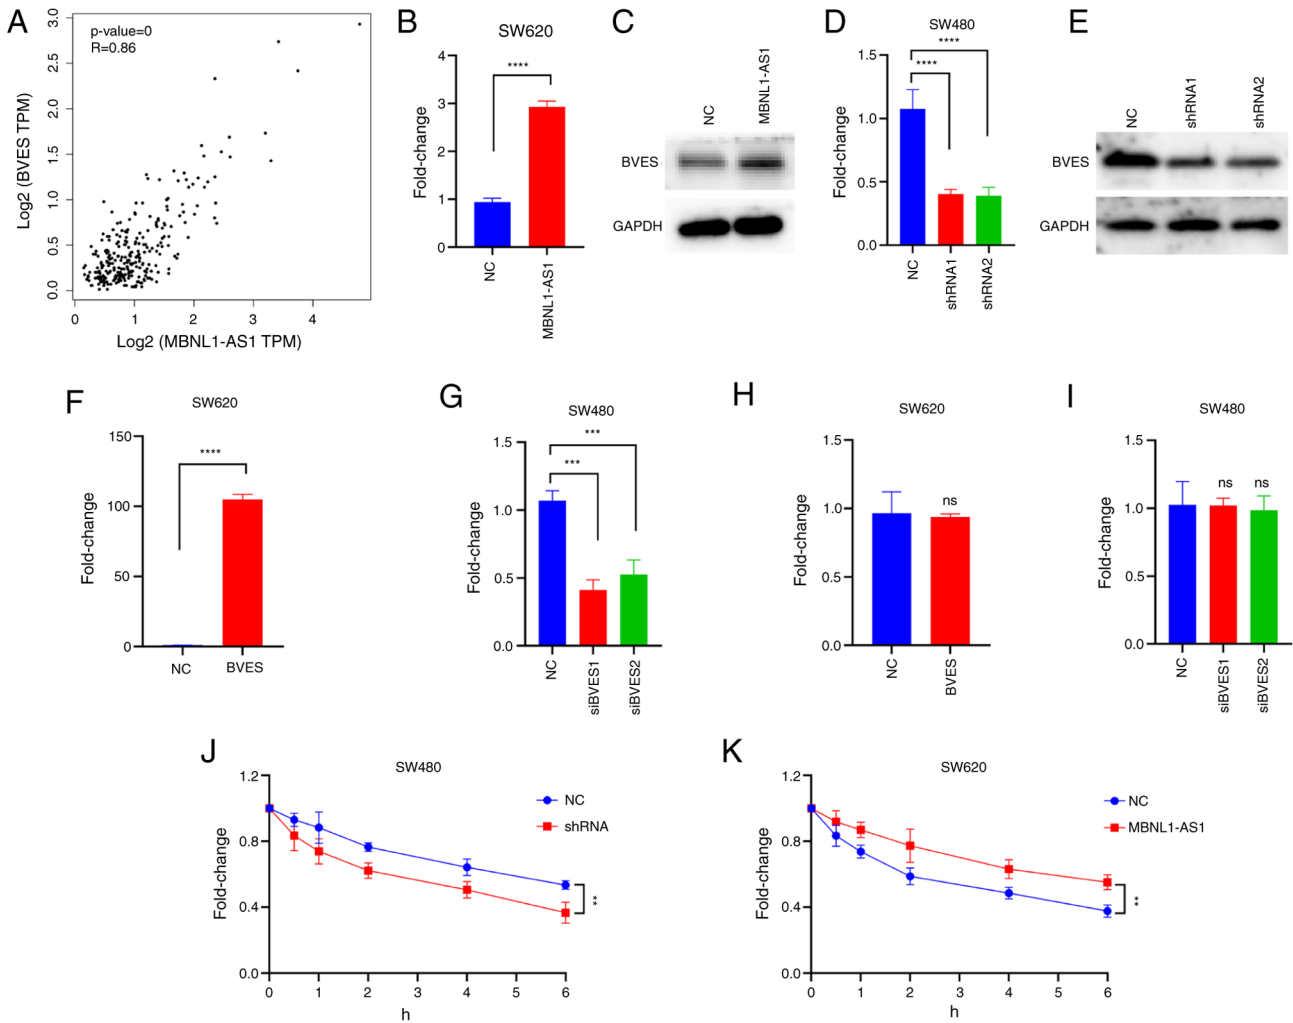 A
p-value=0
R=0.86
Log2 (BVES TPM)
3.0
2.5
2.0
1.5
1.0
0.5
0.0
0 1 2 3 4
Log2 (MBNL1-AS1 TPM)
B
SW620
****
Fold-change
4
3
2
1
0
NC
MBNL1-AS1
C
NC
MBNL1-AS1
BVES
GAPDH
D
SW480
****
****
Fold-change
1.5
1.0
0.5
0.0
NC
shRNA1
shRNA2
E
NC
shRNA1
shRNA2
BVES
GAPDH
F
SW620
****
Fold-change
150
100
50
0
NC
BVES
G
SW480
***
***
Fold-change
1.5
1.0
0.5
0.0
NC
siBVES1
siBVES2
H
SW620
Fold-change
1.5
1.0
0.5
0.0
ns
NC
BVES
I
SW480
Fold-change
1.5
1.0
0.5
0.0
ns ns
NC
siBVES1
siBVES2
J
SW480
Fold-change
1.2
0.8
0.4
0.0
NC
shRNA
**
0 1 2 3 4 5 6
h
K
SW620
Fold-change
1.2
0.8
0.4
0.0
NC
MBNL1-AS1
**
0 1 2 3 4 5 6
h